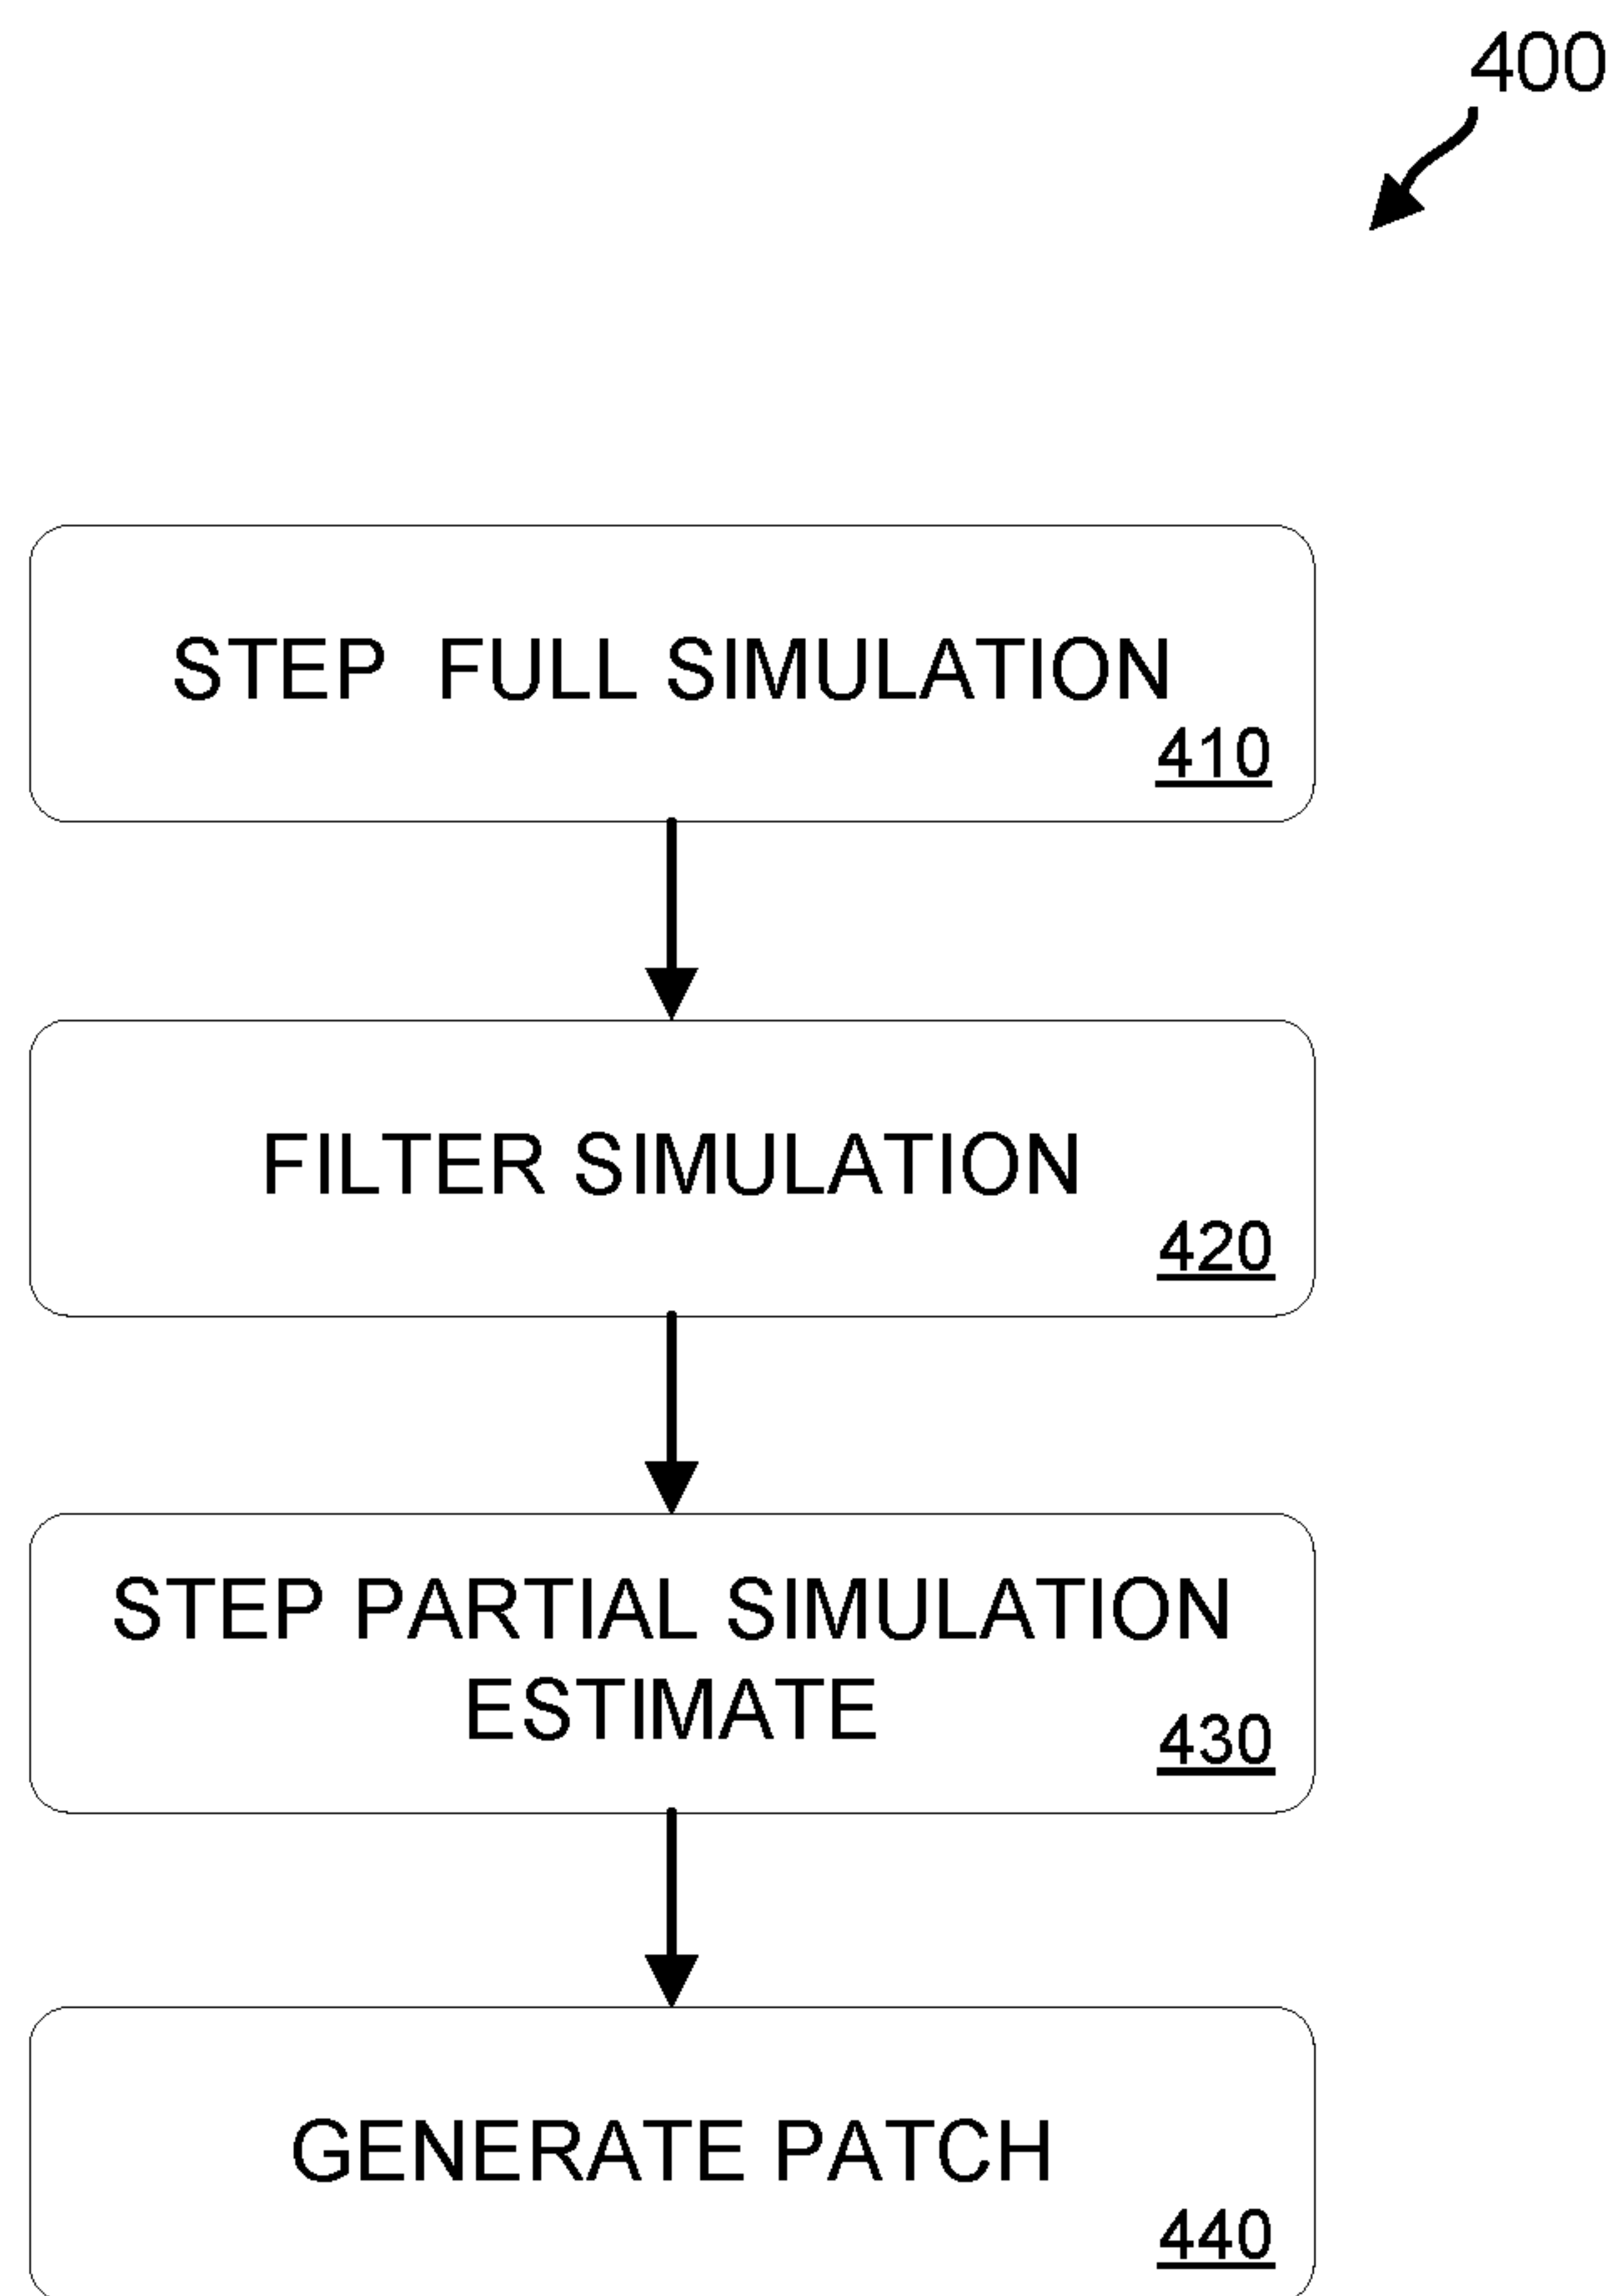 400
STEP FULL SIMULATION
410
FILTER SIMULATION
420
STEP PARTIAL SIMULATION
ESTIMATE
430
GENERATE PATCH
440